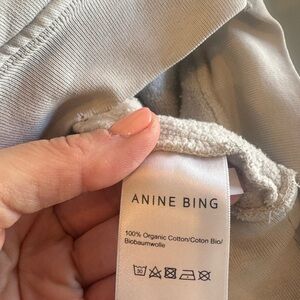 ANINE BING
100% Organic Cotton/Coton Bio/
Biobaumwolle